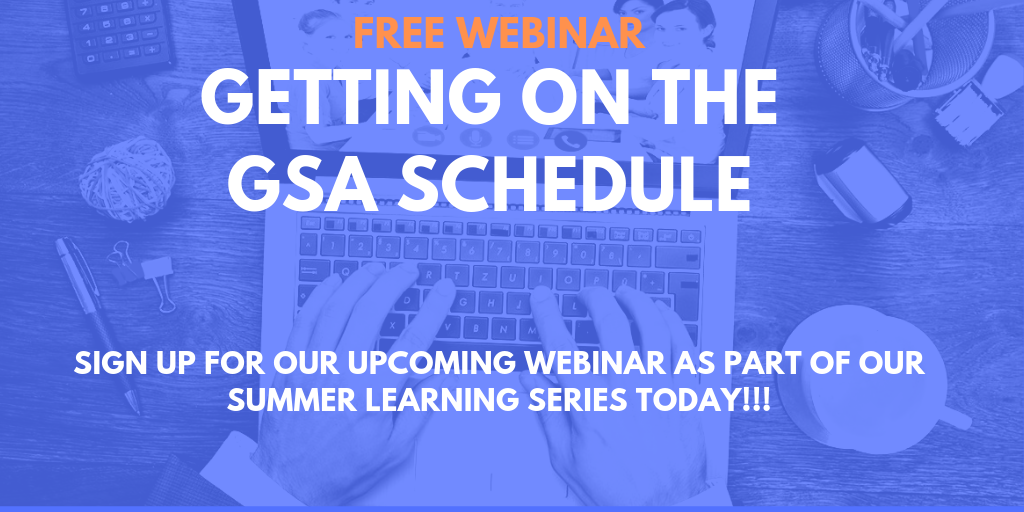 FREE WEBINAR
GETTING ON THE
GSA SCHEDULE
SIGN UP FOR OUR UPCOMING WEBINAR AS PART OF OUR
SUMMER LEARNING SERIES TODAY!!!